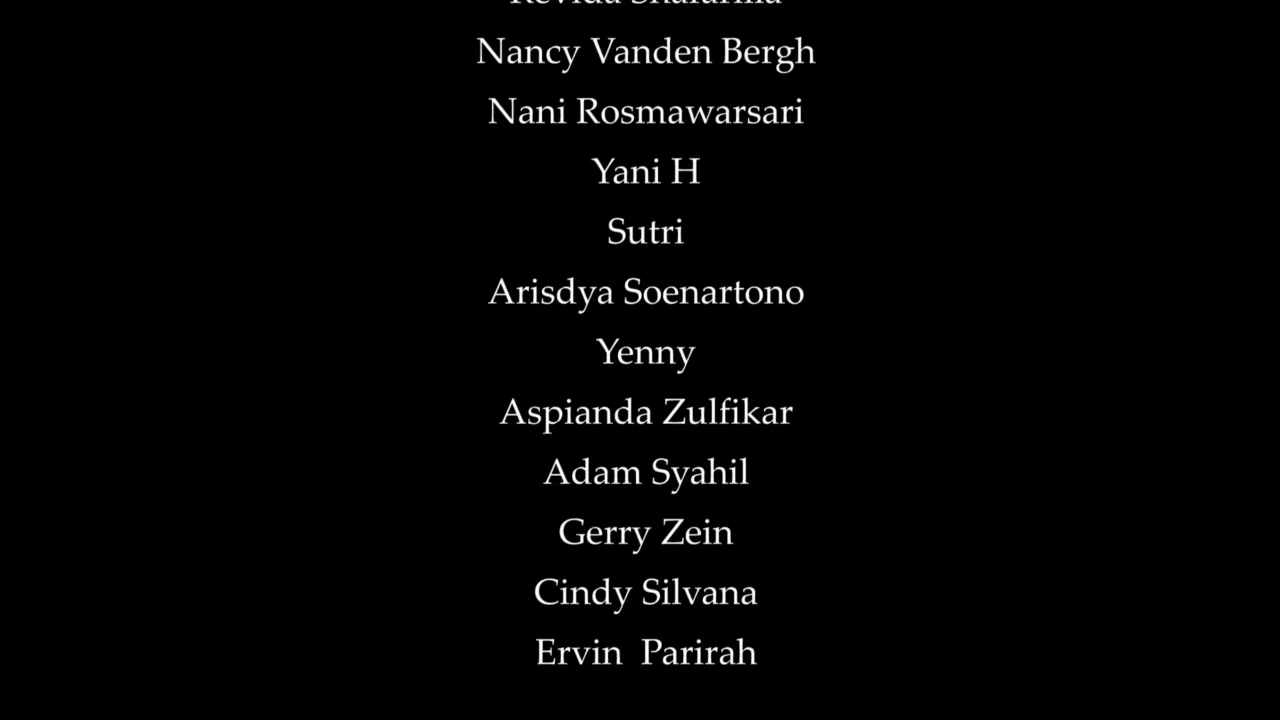 Nancy Vanden Bergh
Nani Rosmawarsari
Yani H
Sutri
Arisdya Soenartono
Yenny
Aspianda Zulfikar
Adam Syahil
Gerry Zein
Cindy Silvana
Ervin  Parirah